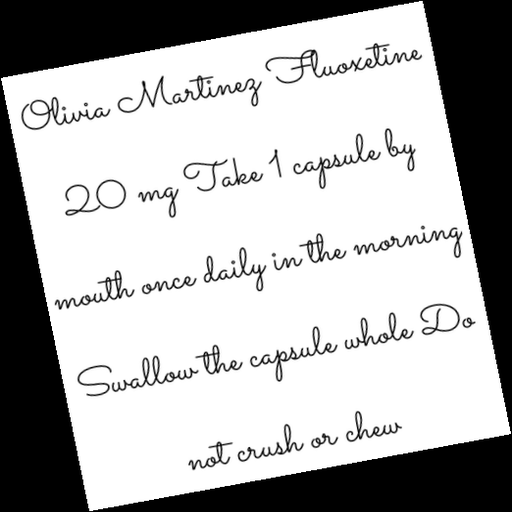 Olivia Martinez Fluoxetine
20 mg Take 1 capsule by
mouth once daily in the morning
Swallow the capsule whole Do
not crush or chew